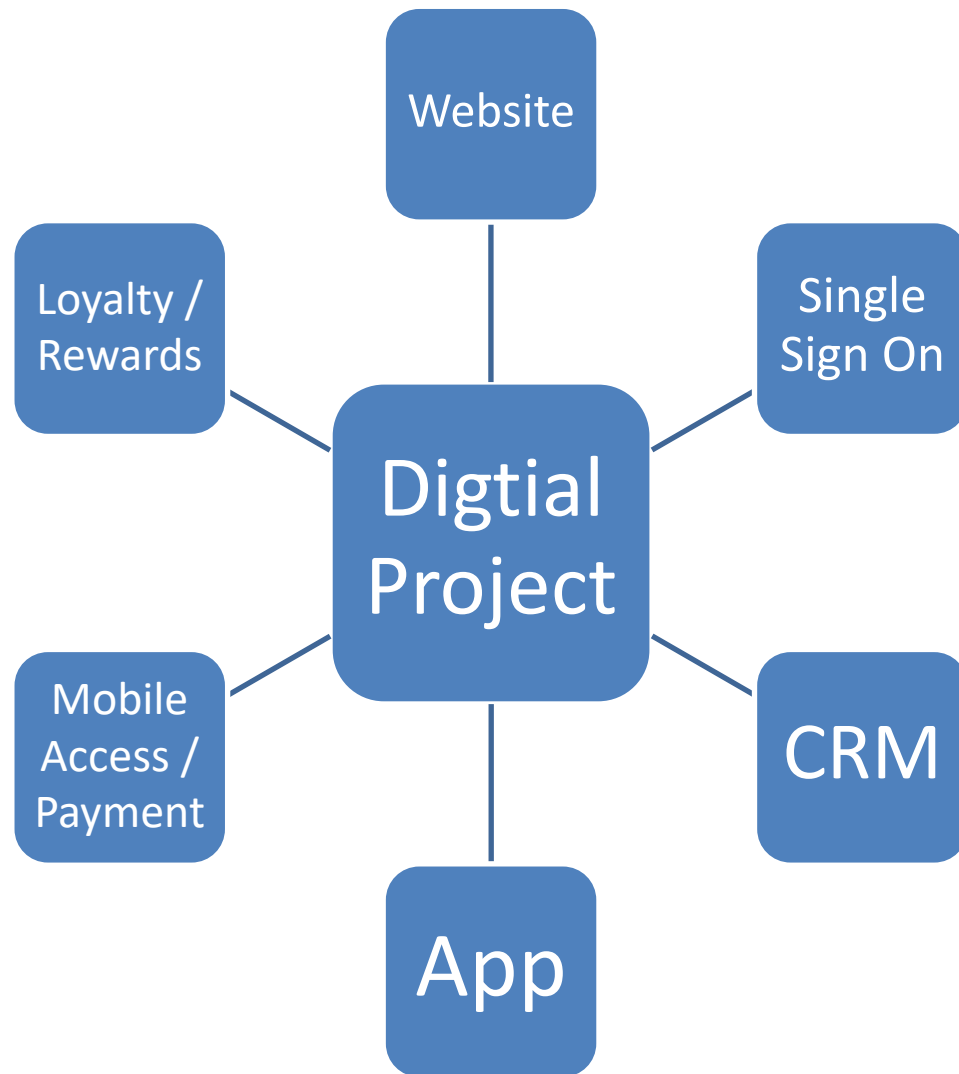 Website
Loyalty /
Rewards
Single
Sign On
Digtial
Project
Mobile
Access /
Payment
CRM
App